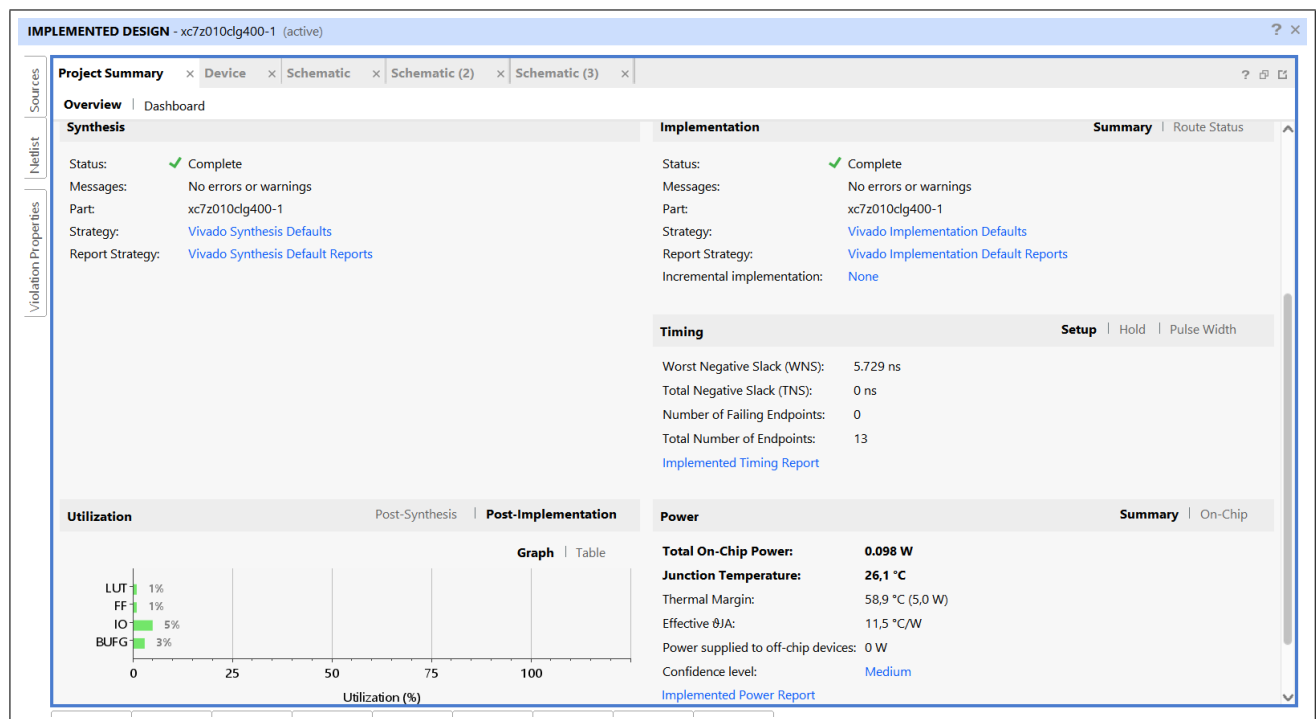 IMPLEMENTED DESIGN - xc7z010clg400-1 (active)
? ×
Sources
Netlist
Violation Properties
Project Summary × Device × Schematic × Schematic (2) × Schematic (3) ×
?
Overview | Dashboard
Synthesis
Status: Complete
Messages: No errors or warnings
Part: xc7z010clg400-1
Strategy: Vivado Synthesis Defaults
Report Strategy: Vivado Synthesis Default Reports
Implementation Summary | Route Status
Status: Complete
Messages: No errors or warnings
Part: xc7z010clg400-1
Strategy: Vivado Implementation Defaults
Report Strategy: Vivado Implementation Default Reports
Incremental implementation: None
Timing Setup | Hold | Pulse Width
Worst Negative Slack (WNS): 5.729 ns
Total Negative Slack (TNS): 0 ns
Number of Failing Endpoints: 0
Total Number of Endpoints: 13
Implemented Timing Report
Utilization Post-Synthesis | Post-Implementation
Graph | Table
LUT 1%
FF 1%
IO 5%
BUFG 3%
0 25 50 75 100
Utilization (%)
Power Summary | On-Chip
Total On-Chip Power: 0.098 W
Junction Temperature: 26,1 °C
Thermal Margin: 58,9 °C (5,0 W)
Effective ϑJA: 11,5 °C/W
Power supplied to off-chip devices: 0 W
Confidence level: Medium
Implemented Power Report